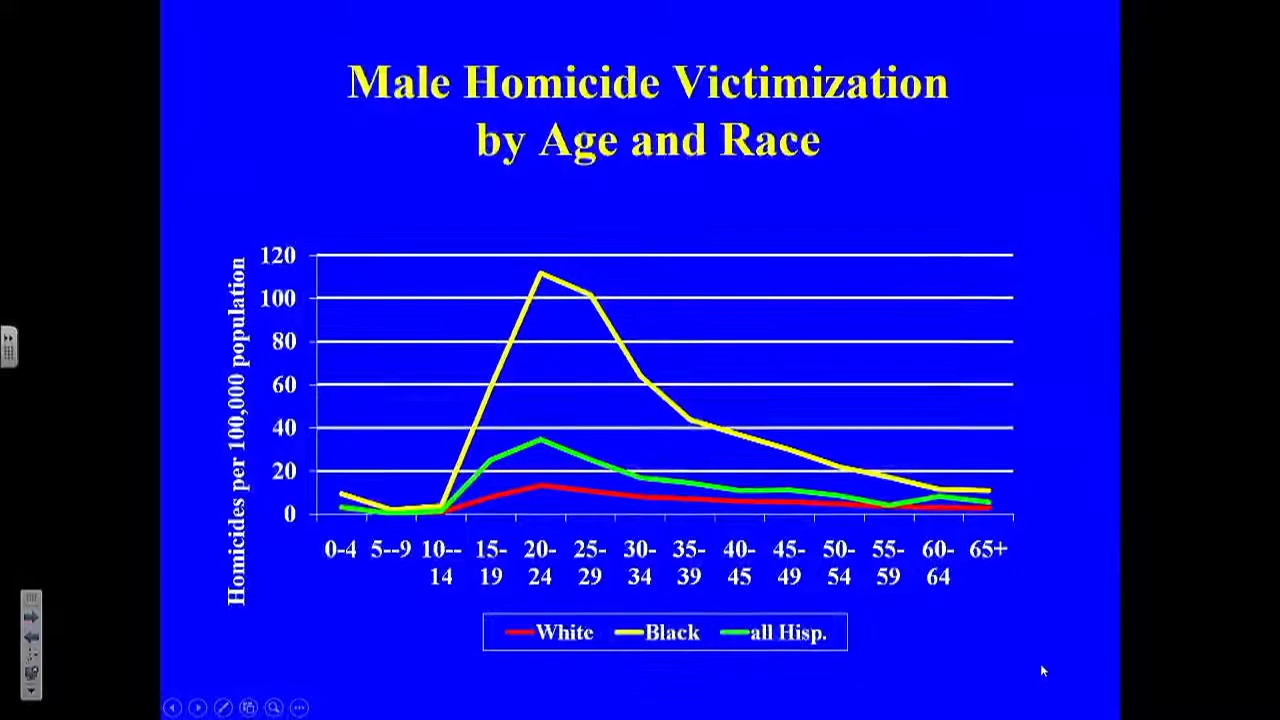 Male Homicide Victimization
by Age and Race
Homicides per 100,000 population
120
100
80
60
40
20
0
0-4 5--9 10-- 15- 20- 25- 30- 35- 40- 45- 50- 55- 60- 65+
14 19 24 29 34 39 45 49 54 59 64
White Black all Hisp.